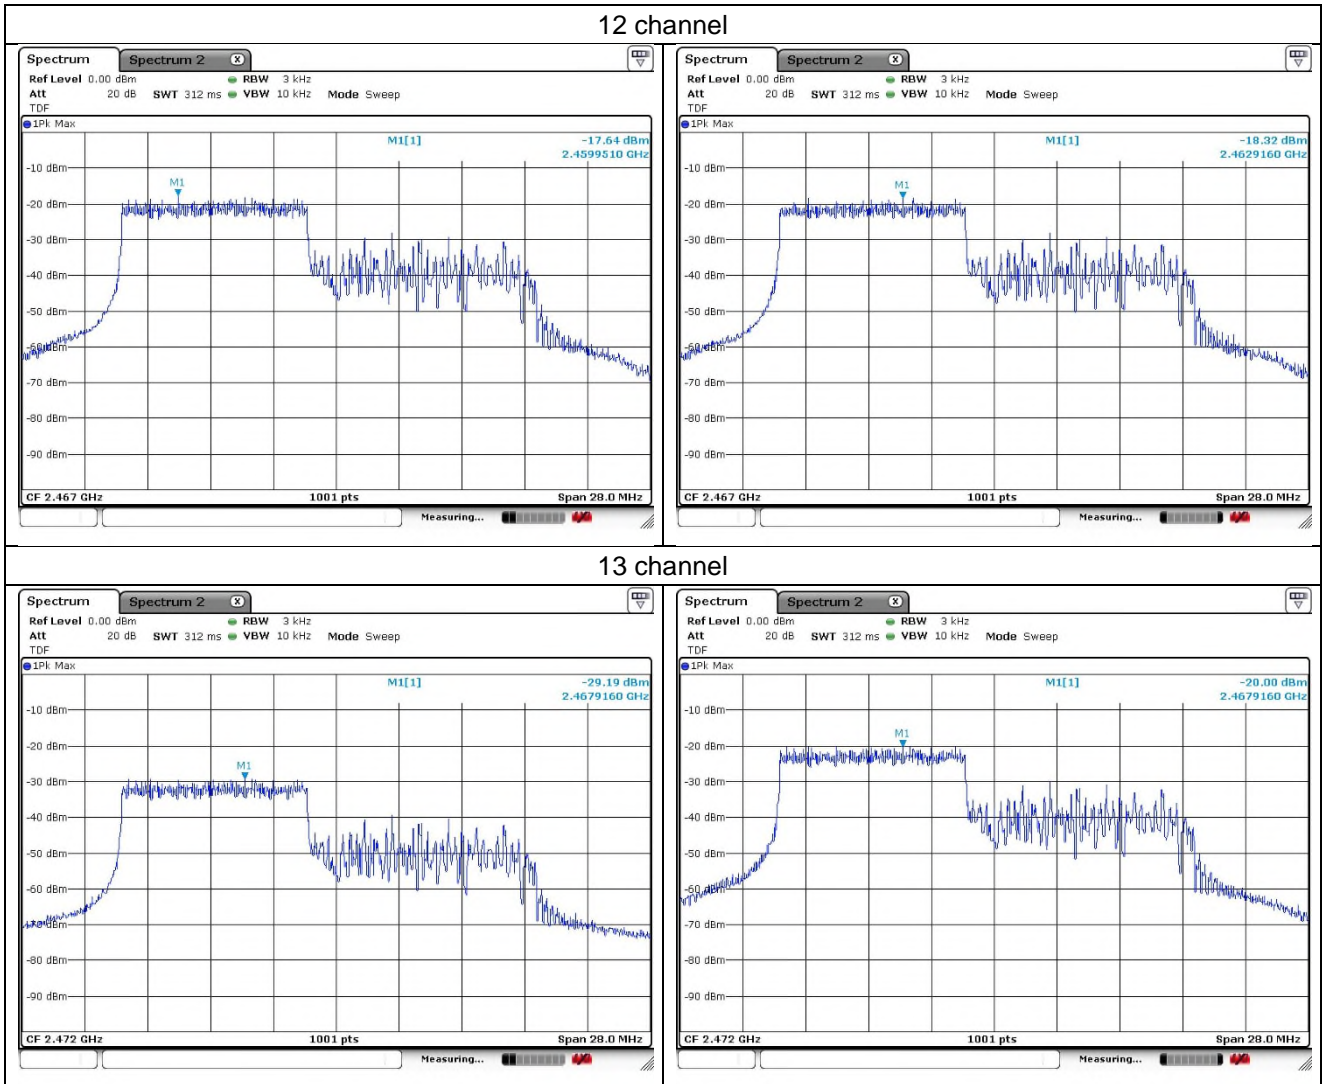 12 channel
Spectrum Spectrum 2 X
Ref Level 0.00 dBm RBW 3 kHz
Att 20 dB SWT 312 ms VBW 10 kHz Mode Sweep
TDF
1Pk Max
M1[1] -17.64 dBm
2.4599510 GHz
-10 dBm
M1
-20 dBm
-30 dBm
-40 dBm
-50 dBm
-60 dBm
-70 dBm
-80 dBm
-90 dBm
CF 2.467 GHz 1001 pts Span 28.0 MHz
Measuring...
Spectrum Spectrum 2 X
Ref Level 0.00 dBm RBW 3 kHz
Att 20 dB SWT 312 ms VBW 10 kHz Mode Sweep
TDF
1Pk Max
M1[1] -18.32 dBm
2.4629160 GHz
-10 dBm
M1
-20 dBm
-30 dBm
-40 dBm
-50 dBm
-60 dBm
-70 dBm
-80 dBm
-90 dBm
CF 2.467 GHz 1001 pts Span 28.0 MHz
Measuring...
13 channel
Spectrum Spectrum 2 X
Ref Level 0.00 dBm RBW 3 kHz
Att 20 dB SWT 312 ms VBW 10 kHz Mode Sweep
TDF
1Pk Max
M1[1] -29.19 dBm
2.4679160 GHz
-10 dBm
-20 dBm
M1
-30 dBm
-40 dBm
-50 dBm
-60 dBm
-70 dBm
-80 dBm
-90 dBm
CF 2.472 GHz 1001 pts Span 28.0 MHz
Measuring...
Spectrum Spectrum 2 X
Ref Level 0.00 dBm RBW 3 kHz
Att 20 dB SWT 312 ms VBW 10 kHz Mode Sweep
TDF
1Pk Max
M1[1] -20.00 dBm
2.4679160 GHz
-10 dBm
M1
-20 dBm
-30 dBm
-40 dBm
-50 dBm
-60 dBm
-70 dBm
-80 dBm
-90 dBm
CF 2.472 GHz 1001 pts Span 28.0 MHz
Measuring...